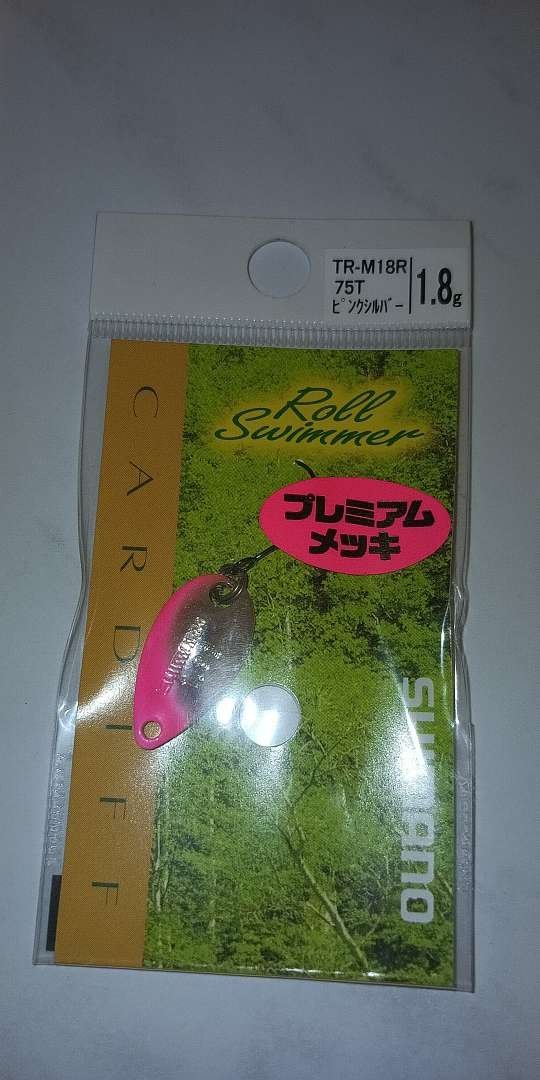 TR-M18R
75T
ピンクシルバー
1.8g
Roll
Swimmer
プレミアム
メッキ
CARDIFF
SHIMANO